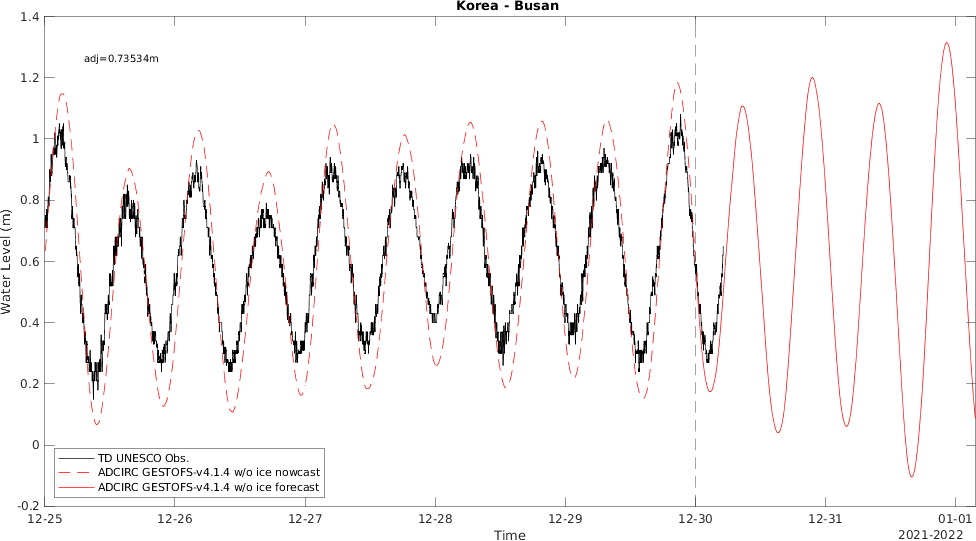 Korea - Busan
adj=0.73534m
1.4
1.2
1
0.8
0.6
0.4
0.2
0
-0.2
Water Level (m)
TD UNESCO Obs.
ADCIRC GESTOFS-v4.1.4 w/o ice nowcast
ADCIRC GESTOFS-v4.1.4 w/o ice forecast
12-25 12-26 12-27 12-28 12-29 12-30 12-31 01-01
Time
2021-2022